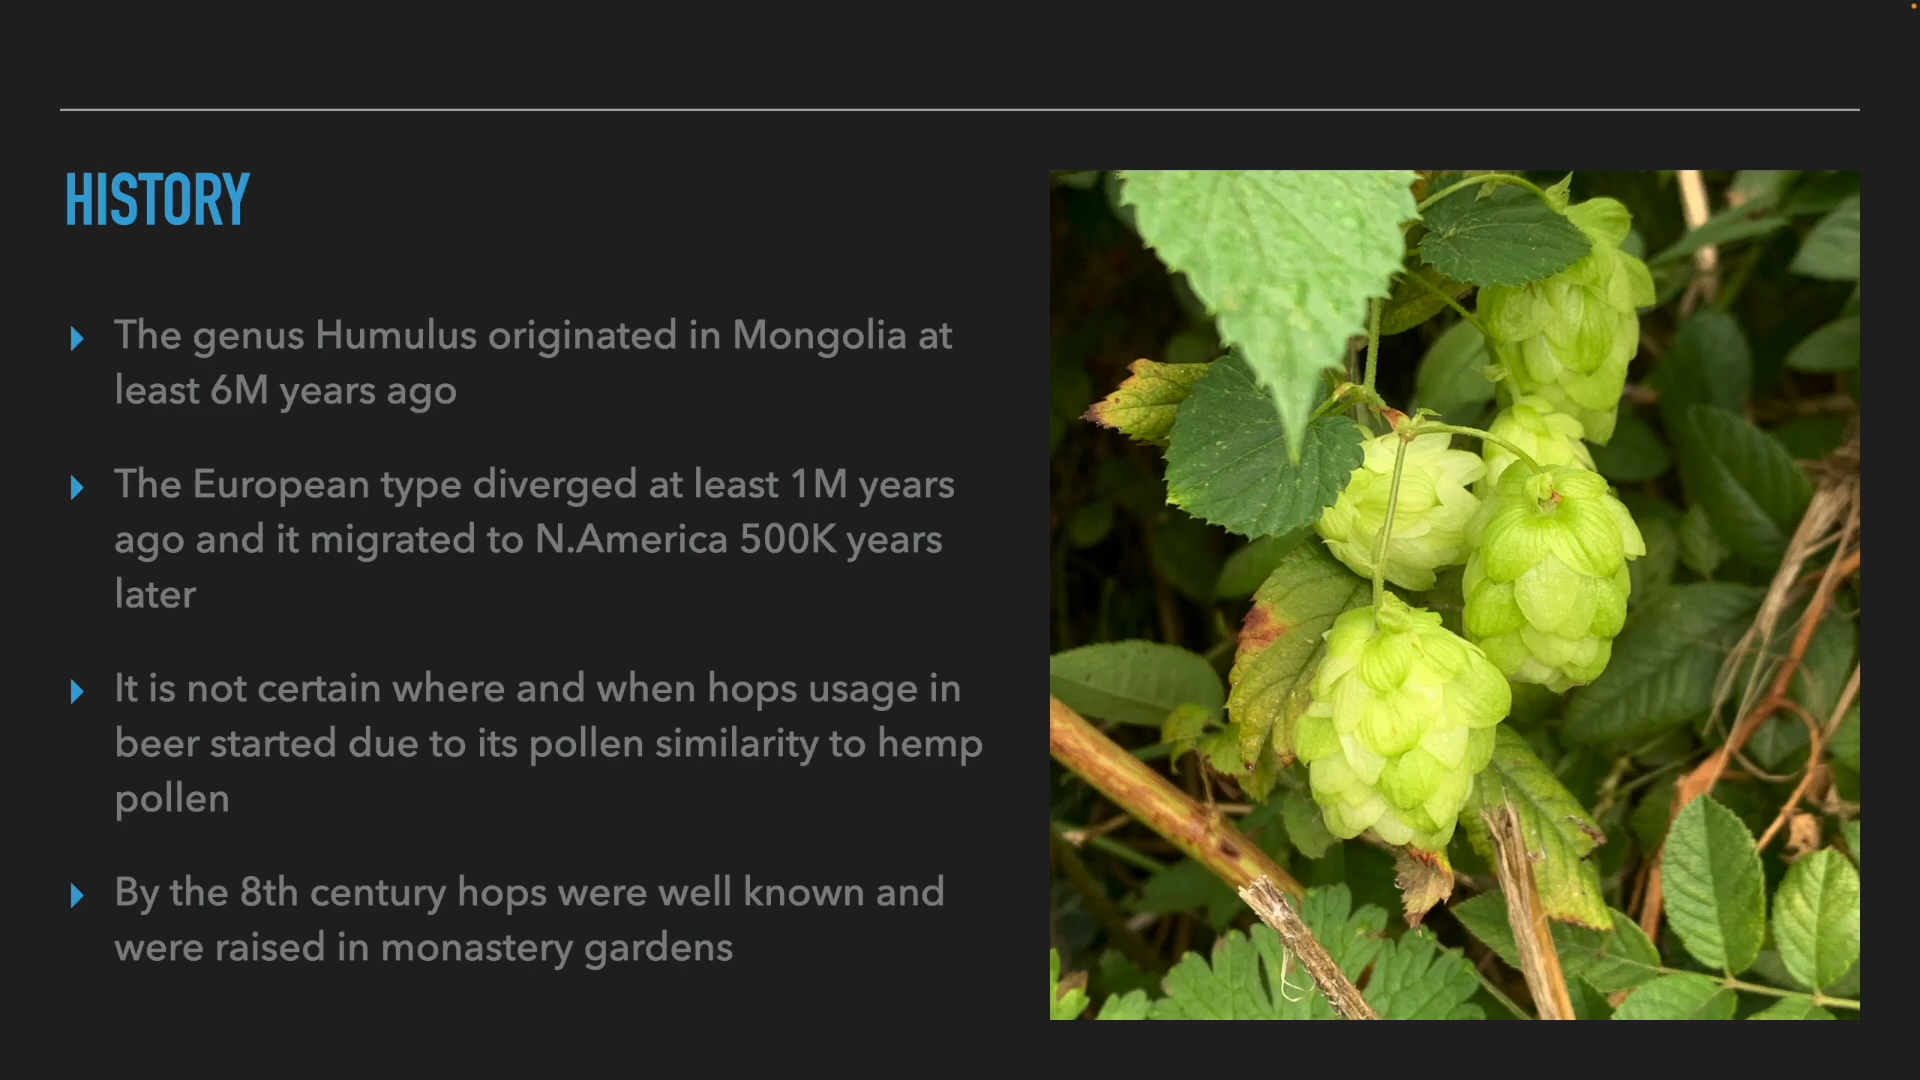 HISTORY
The genus Humulus originated in Mongolia at
least 6M years ago
The European type diverged at least 1M years
ago and it migrated to N.America 500K years
later
It is not certain where and when hops usage in
beer started due to its pollen similarity to hemp
pollen
By the 8th century hops were well known and
were raised in monastery gardens